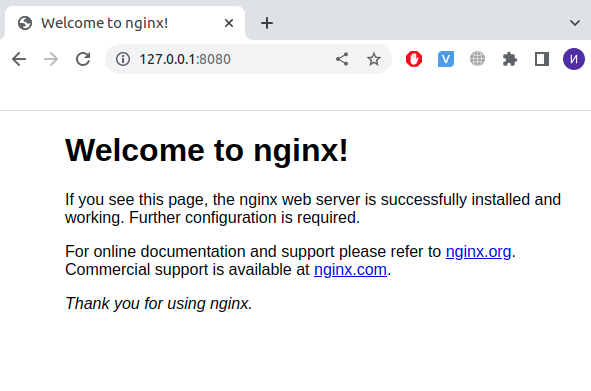 Welcome to nginx!
127.0.0.1:8080
V
И
Welcome to nginx!
If you see this page, the nginx web server is successfully installed and
working. Further configuration is required.
For online documentation and support please refer to nginx.org.
Commercial support is available at nginx.com.
Thank you for using nginx.